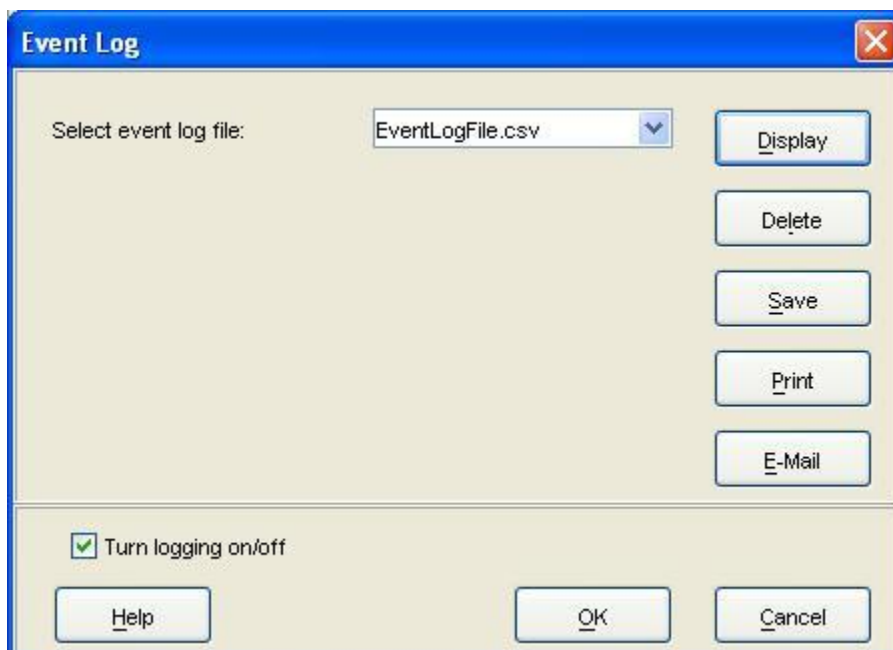 Event Log
Select event log file: EventLogFile.csv
Display
Delete
Save
Print
E-Mail
Turn logging on/off
Help OK Cancel